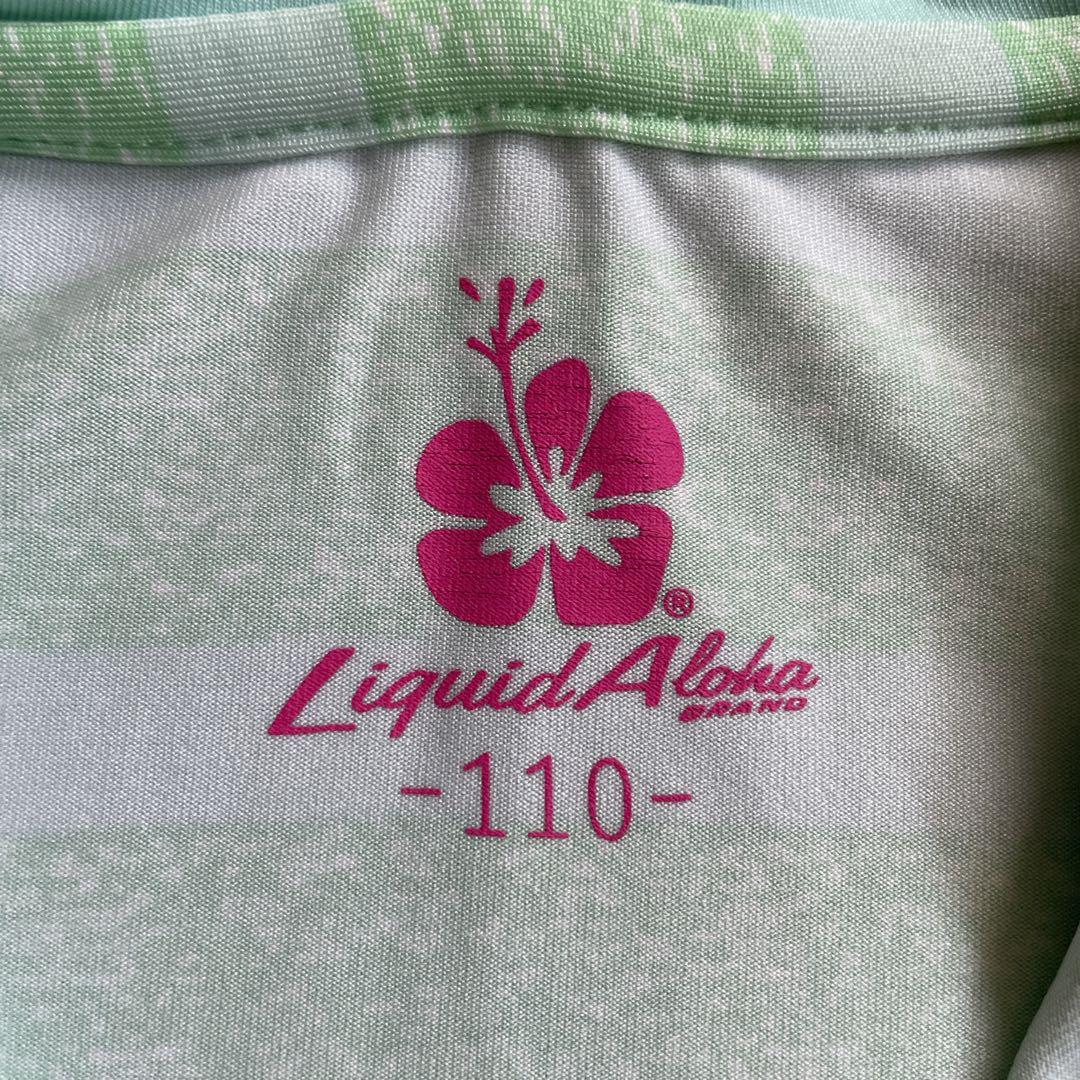 ®
Liquid Aloha
BRAND
-110-